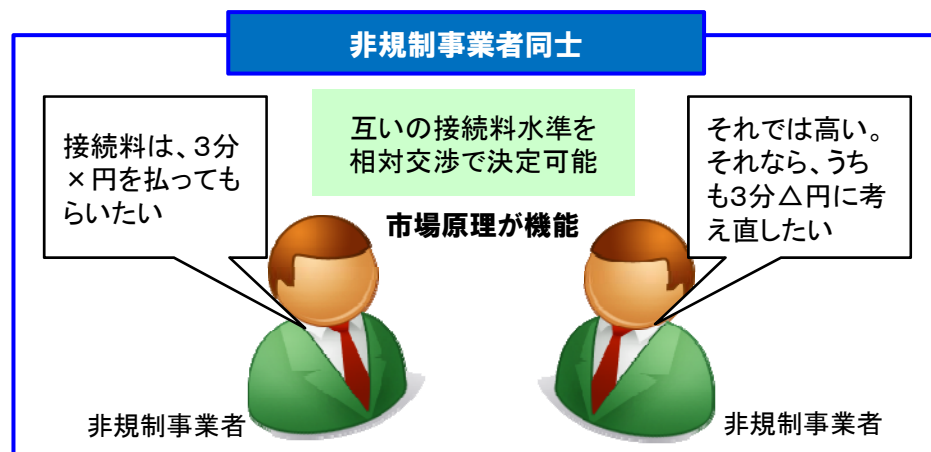 非規制事業者同士
接続料は、３分
×円を払っても
らいたい
互いの接続料水準を
相対交渉で決定可能
市場原理が機能
それでは高い。
それなら、うち
も３分△円に考
え直したい
非規制事業者
非規制事業者